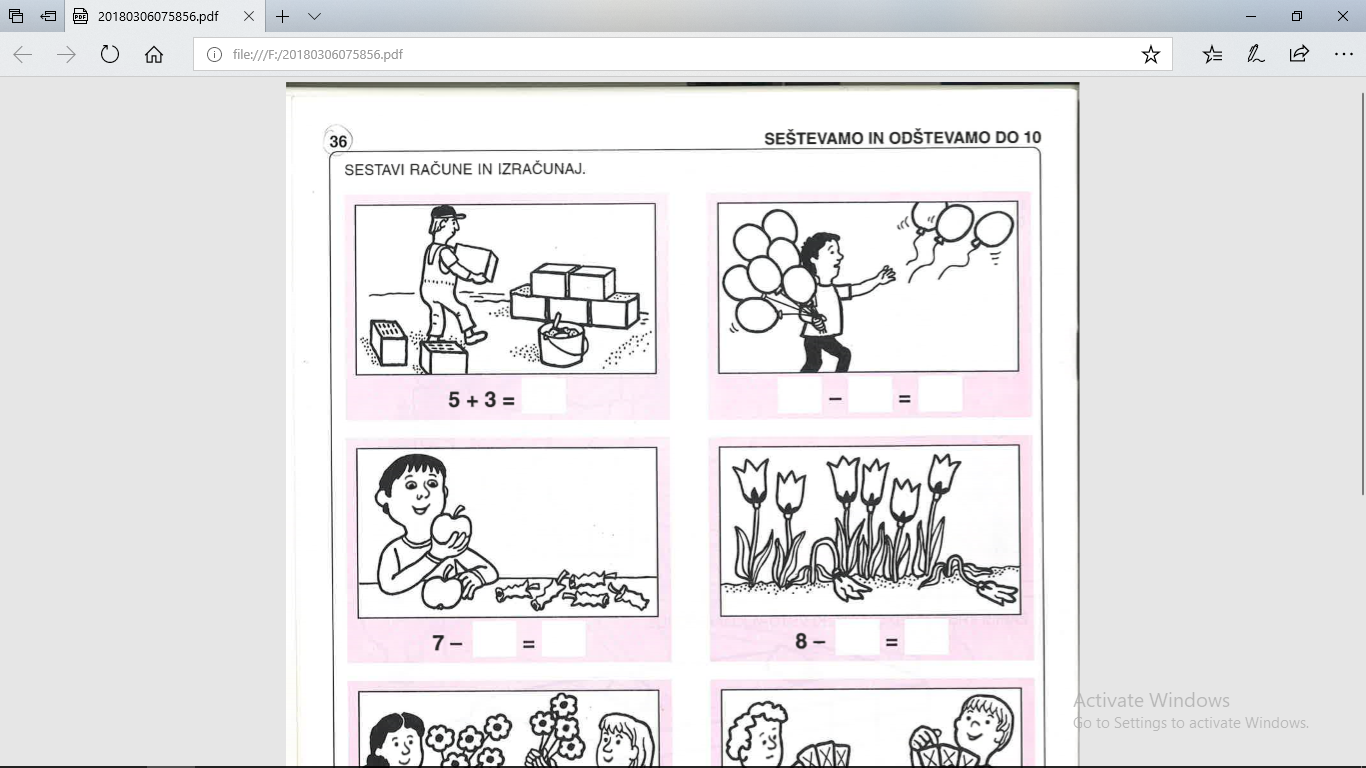 20180306075856.pdf
file:///F:/20180306075856.pdf
36
SEŠTEVAMO IN ODŠTEVAMO DO 10
SESTAVI RAČUNE IN IZRAČUNAJ.
5 + 3 =
– =
7 – =
8 – =
Activate Windows
Go to Settings to activate Windows.